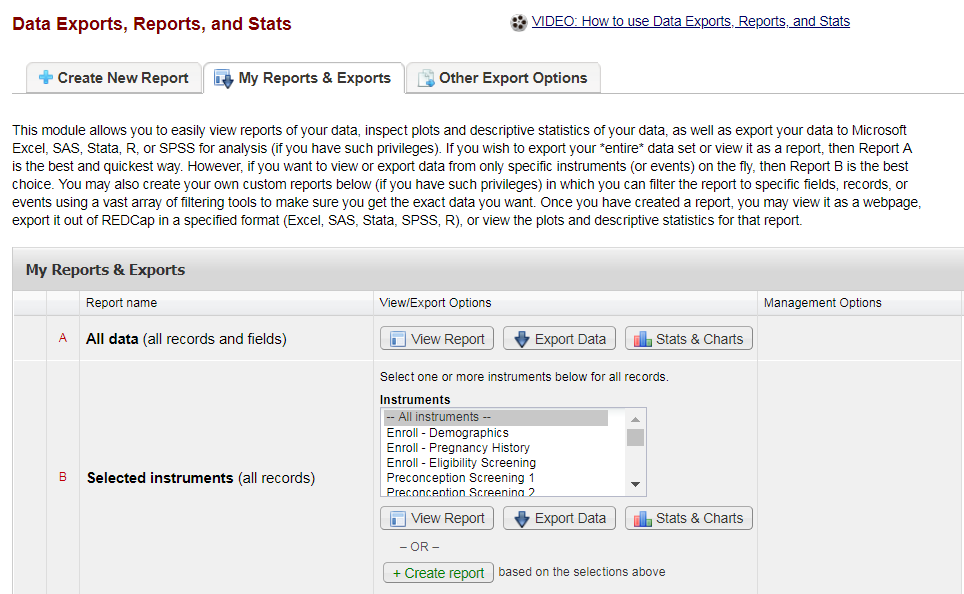 Data Exports, Reports, and Stats
VIDEO: How to use Data Exports, Reports, and Stats
Create New Report
My Reports & Exports
Other Export Options
This module allows you to easily view reports of your data, inspect plots and descriptive statistics of your data, as well as export your data to Microsoft
Excel, SAS, Stata, R, or SPSS for analysis (if you have such privileges). If you wish to export your *entire* data set or view it as a report, then Report A
is the best and quickest way. However, if you want to view or export data from only specific instruments (or events) on the fly, then Report B is the best
choice. You may also create your own custom reports below (if you have such privileges) in which you can filter the report to specific fields, records, or
events using a vast array of filtering tools to make sure you get the exact data you want. Once you have created a report, you may view it as a webpage,
export it out of REDCap in a specified format (Excel, SAS, Stata, SPSS, R), or view the plots and descriptive statistics for that report.
My Reports & Exports
Report name
View/Export Options
Management Options
A
All data (all records and fields)
View Report
Export Data
Stats & Charts
Select one or more instruments below for all records.
Instruments
-- All instruments --
Enroll - Demographics
Enroll - Pregnancy History
Enroll - Eligibility Screening
Preconception Screening 1
Preconception Screening 2
B
Selected instruments (all records)
View Report
Export Data
Stats & Charts
– OR –
+ Create report
based on the selections above